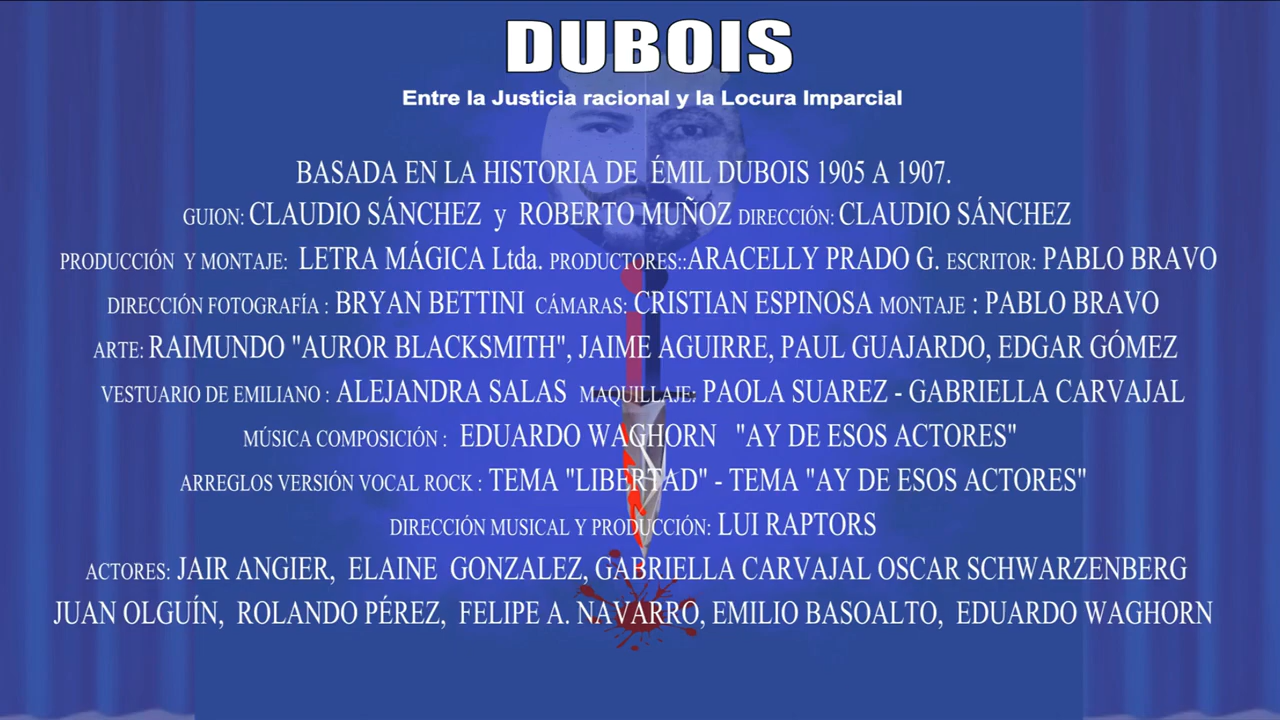 DUBOIS
Entre la Justicia racional y la Locura Imparcial
BASADA EN LA HISTORIA DE ÉMIL DUBOIS 1905 A 1907.
GUION: CLAUDIO SÁNCHEZ y ROBERTO MUÑOZ DIRECCIÓN: CLAUDIO SÁNCHEZ
PRODUCCIÓN Y MONTAJE: LETRA MÁGICA Ltda. PRODUCTORES::ARACELLY PRADO G. ESCRITOR: PABLO BRAVO
DIRECCIÓN FOTOGRAFÍA : BRYAN BETTINI CÁMARAS: CRISTIAN ESPINOSA MONTAJE : PABLO BRAVO
ARTE: RAIMUNDO "AUROR BLACKSMITH", JAIME AGUIRRE, PAUL GUAJARDO, EDGAR GÓMEZ
VESTUARIO DE EMILIANO : ALEJANDRA SALAS MAQUILLAJE: PAOLA SUAREZ - GABRIELLA CARVAJAL
MÚSICA COMPOSICIÓN : EDUARDO WAGHORN "AY DE ESOS ACTORES"
ARREGLOS VERSIÓN VOCAL ROCK : TEMA "LIBERTAD" - TEMA "AY DE ESOS ACTORES"
DIRECCIÓN MUSICAL Y PRODUCCIÓN: LUI RAPTORS
ACTORES: JAIR ANGIER, ELAINE GONZALEZ, GABRIELLA CARVAJAL OSCAR SCHWARZENBERG
JUAN OLGUÍN, ROLANDO PÉREZ, FELIPE A. NAVARRO, EMILIO BASOALTO, EDUARDO WAGHORN